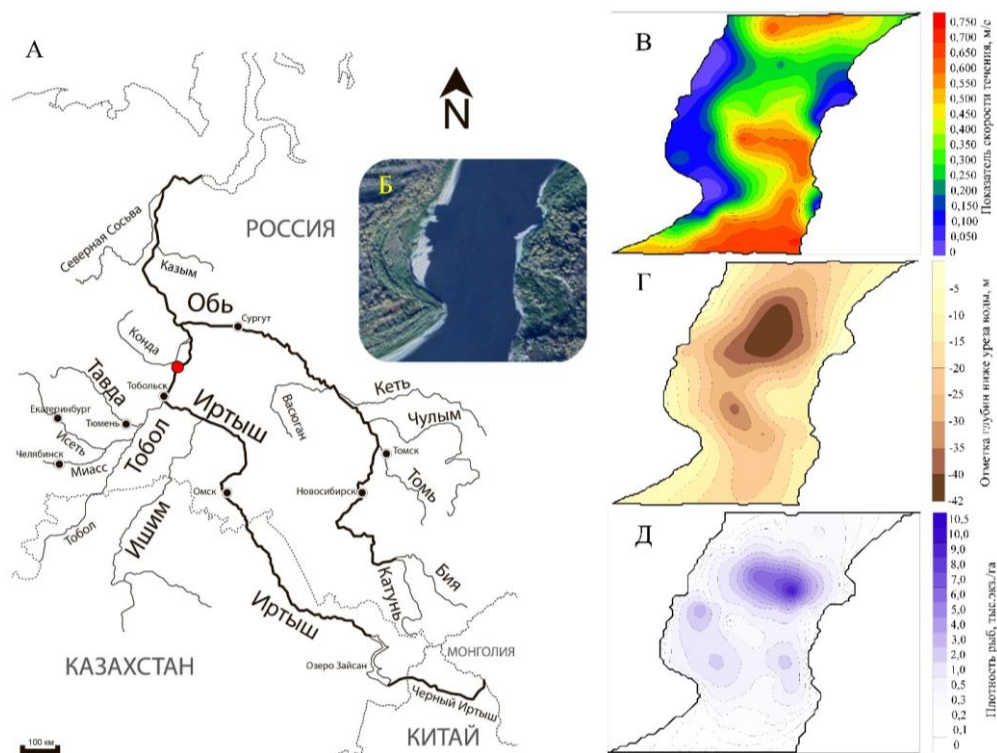 А
N
Б
РОССИЯ
Северная Сосьва
Казым
Обь
Сургут
Конда
Тавда
Тобольск
Иртыш
Екатеринбург
Тюмень
Исеть
Челябинск
Миасс
Тобол
Тобол
Ишим
Омск
Васюган
Кеть
Чулым
Томск
Томь
Новосибирск
Бия
Катунь
Иртыш
МОНГОЛИЯ
Озеро Зайсан
Черный Иртыш
КАЗАХСТАН
КИТАЙ
100 км
В
0,750
0,700
0,650
0,600
0,550
0,500
0,450
0,400
0,350
0,300
0,250
0,200
0,150
0,100
0,050
Показатель скорости течения, м/с
Г
-5
-10
-15
-20
-25
-30
-35
-40
-42
Отметка глубин ниже уреза воды, м
Д
10,5
10,0
9,0
8,0
7,0
6,0
5,0
4,0
3,0
2,0
1,0
0,5
0,3
0,1
0
Плотность рыб, тыс.экз./га